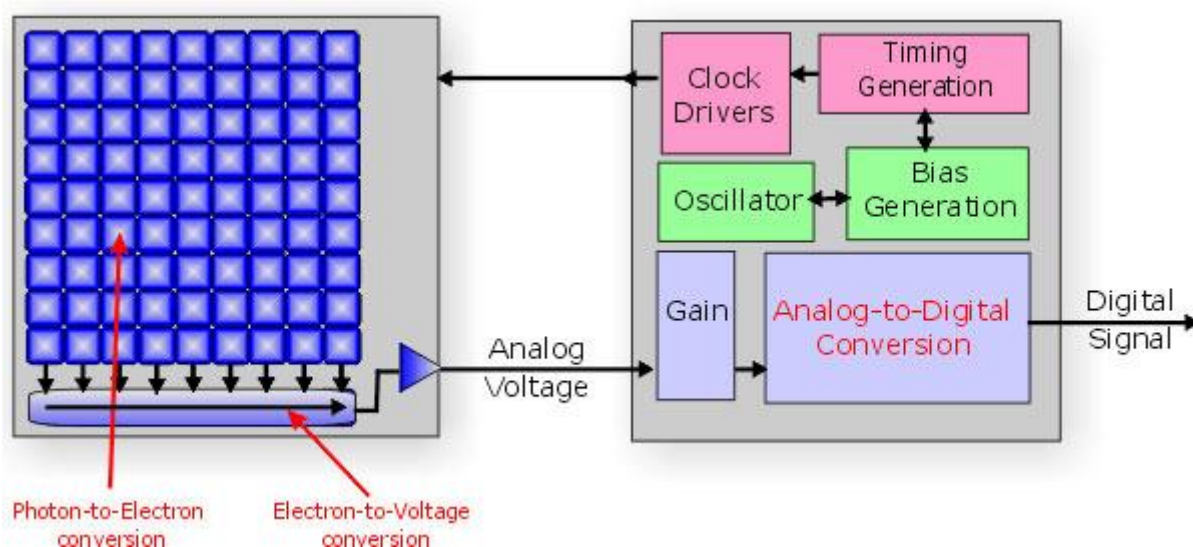 Clock
Drivers
Timing
Generation
Oscillator
Bias
Generation
Gain
Analog-to-Digital
Conversion
Analog
Voltage
Digital
Signal
Photon-to-Electron
conversion
Electron-to-Voltage
conversion